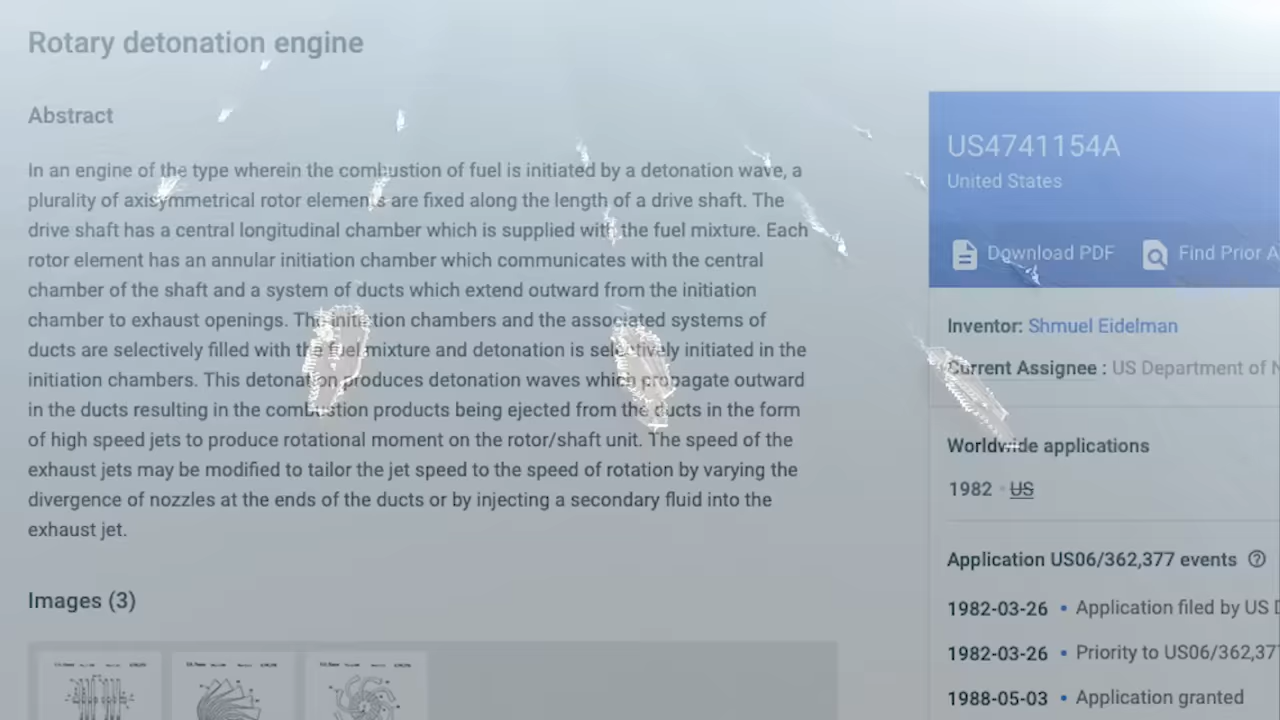 Rotary detonation engine
Abstract
In an engine of the type wherein the combustion of fuel is initiated by a detonation wave, a
plurality of axisymmetrical rotor elements are fixed along the length of a drive shaft. The
drive shaft has a central longitudinal chamber which is supplied with the fuel mixture. Each
rotor element has an annular initiation chamber which communicates with the central
chamber of the shaft and a system of ducts which extend outward from the initiation
chamber to exhaust openings. The initiation chambers and the associated systems of
ducts are selectively filled with the fuel mixture and detonation is selectively initiated in the
initiation chambers. This detonation produces detonation waves which propagate outward
in the ducts resulting in the combustion products being ejected from the ducts in the form
of high speed jets to produce rotational moment on the rotor/shaft unit. The speed of the
exhaust jets may be modified to tailor the jet speed to the speed of rotation by varying the
divergence of nozzles at the ends of the ducts or by injecting a secondary fluid into the
exhaust jet.
Images (3)
US4741154A
United States
Download PDF Find Prior A
Inventor: Shmuel Eidelman
Current Assignee : US Department of N
Worldwide applications
1982 • US
Application US06/362,377 events
1982-03-26 • Application filed by US D
1982-03-26 • Priority to US06/362,377
1988-05-03 • Application granted